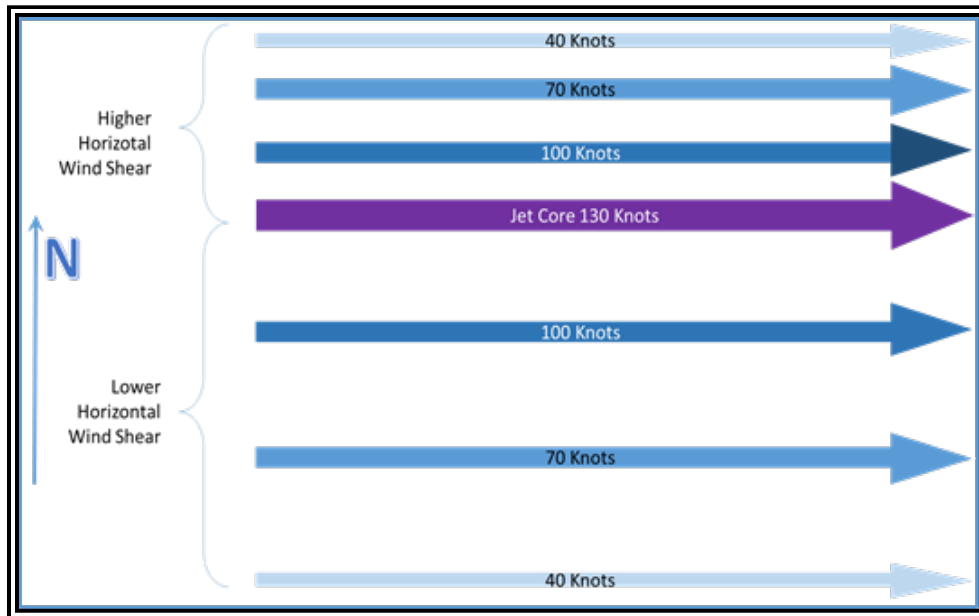 40 Knots
70 Knots
Higher
Horizotal
Wind Shear
100 Knots
Jet Core 130 Knots
N
100 Knots
Lower
Horizontal
Wind Shear
70 Knots
40 Knots